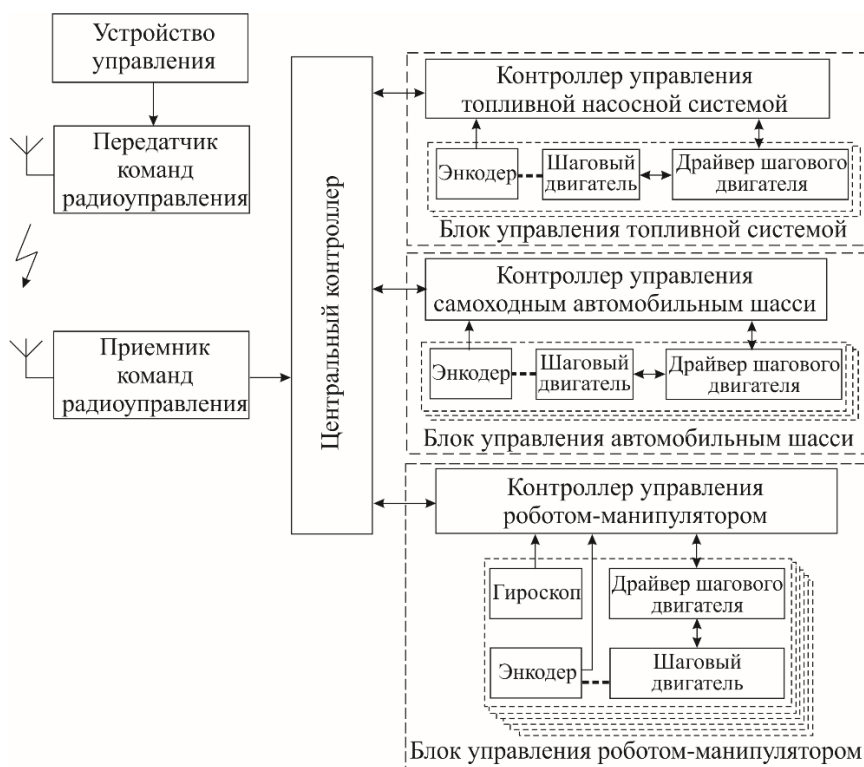 Устройство
управления
Передатчик
команд
радиоуправления
Приемник
команд
радиоуправления
Центральный контроллер
Контроллер управления
топливной насосной системой
Энкодер
Шаговый
двигатель
Драйвер шагового
двигателя
Блок управления топливной системой
Контроллер управления
самоходным автомобильным шасси
Энкодер
Шаговый
двигатель
Драйвер шагового
двигателя
Блок управления автомобильным шасси
Контроллер управления
роботом-манипулятором
Гироскоп
Драйвер шагового
двигателя
Энкодер
Шаговый
двигатель
Блок управления роботом-манипулятором